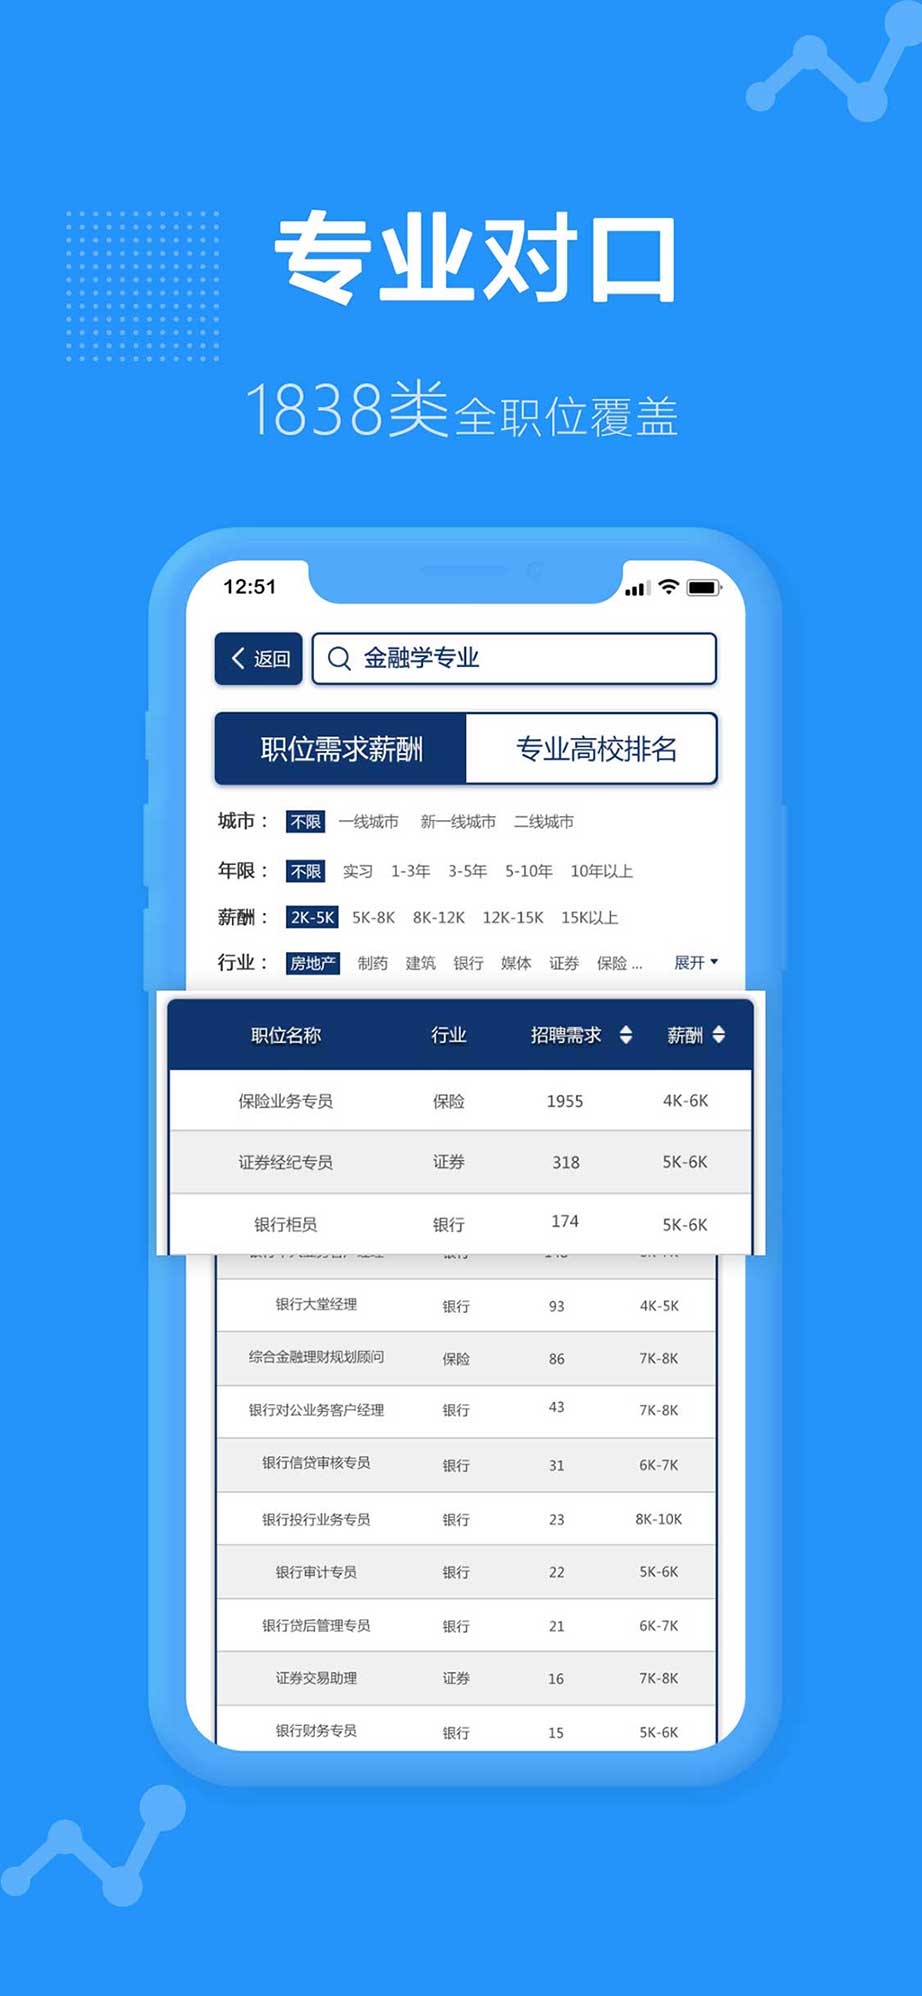 专业对口
1838类全职位覆盖
12:51
返回 金融学专业
职位需求薪酬 专业高校排名
城市： 不限 一线城市 新一线城市 二线城市
年限： 不限 实习 1-3年 3-5年 5-10年 10年以上
薪酬： 2K-5K 5K-8K 8K-12K 12K-15K 15K以上
行业： 房地产 制药 建筑 银行 媒体 证券 保险 ... 展开
职位名称 行业 招聘需求 薪酬
保险业务专员 保险 1955 4K-6K
证券经纪专员 证券 318 5K-6K
银行柜员 银行 174 5K-6K
银行大堂经理 银行 93 4K-5K
综合金融理财规划顾问 保险 86 7K-8K
银行对公业务客户经理 银行 43 7K-8K
银行信贷审核专员 银行 31 6K-7K
银行投行业务专员 银行 23 8K-10K
银行审计专员 银行 22 5K-6K
银行贷后管理专员 银行 21 6K-7K
证券交易助理 证券 16 7K-8K
银行财务专员 银行 15 5K-6K